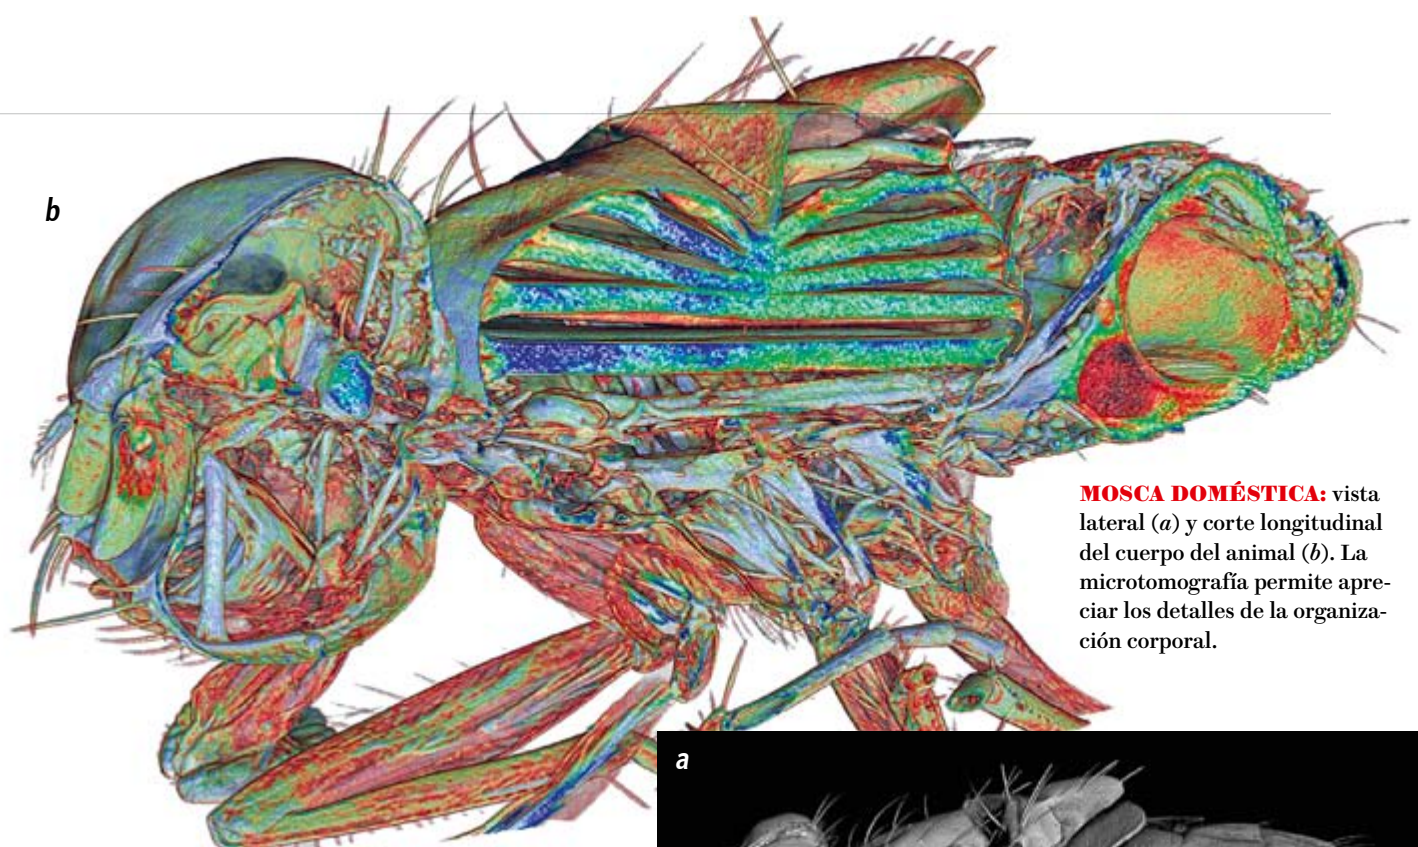 b
MOSCA DOMÉSTICA: vista
lateral (a) y corte longitudinal
del cuerpo del animal (b). La
microtomografía permite apre-
ciar los detalles de la organiza-
ción corporal.
a